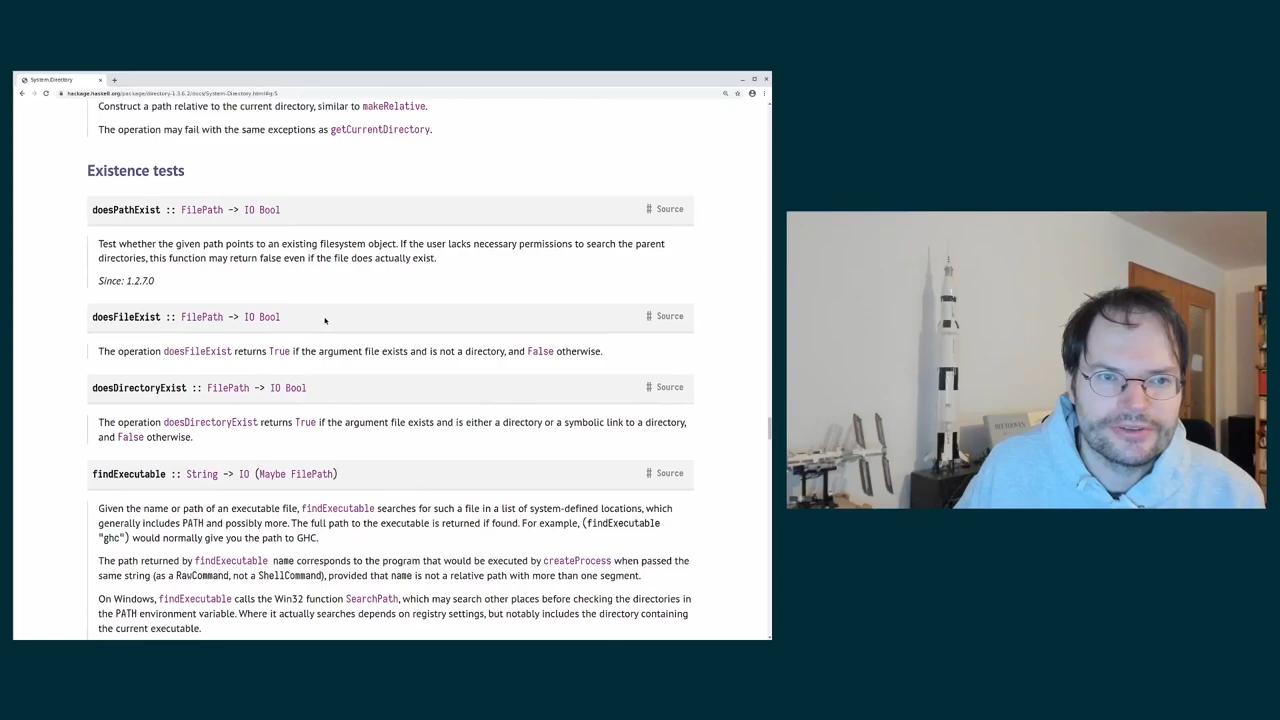 System.Directory
hackage.haskell.org/package/directory-1.3.6.2/docs/System-Directory.html#g:5
Construct a path relative to the current directory, similar to makeRelative.
The operation may fail with the same exceptions as getCurrentDirectory.
Existence tests
doesPathExist :: FilePath -> IO Bool # Source
Test whether the given path points to an existing filesystem object. If the user lacks necessary permissions to search the parent
directories, this function may return false even if the file does actually exist.
Since: 1.2.7.0
doesFileExist :: FilePath -> IO Bool # Source
The operation doesFileExist returns True if the argument file exists and is not a directory, and False otherwise.
doesDirectoryExist :: FilePath -> IO Bool # Source
The operation doesDirectoryExist returns True if the argument file exists and is either a directory or a symbolic link to a directory,
and False otherwise.
findExecutable :: String -> IO (Maybe FilePath) # Source
Given the name or path of an executable file, findExecutable searches for such a file in a list of system-defined locations, which
generally includes PATH and possibly more. The full path to the executable is returned if found. For example, (findExecutable
"ghc") would normally give you the path to GHC.
The path returned by findExecutable name corresponds to the program that would be executed by createProcess when passed the
same string (as a RawCommand, not a ShellCommand), provided that name is not a relative path with more than one segment.
On Windows, findExecutable calls the Win32 function SearchPath, which may search other places before checking the directories in
the PATH environment variable. Where it actually searches depends on registry settings, but notably includes the directory containing
the current executable.
BEETHOVEN